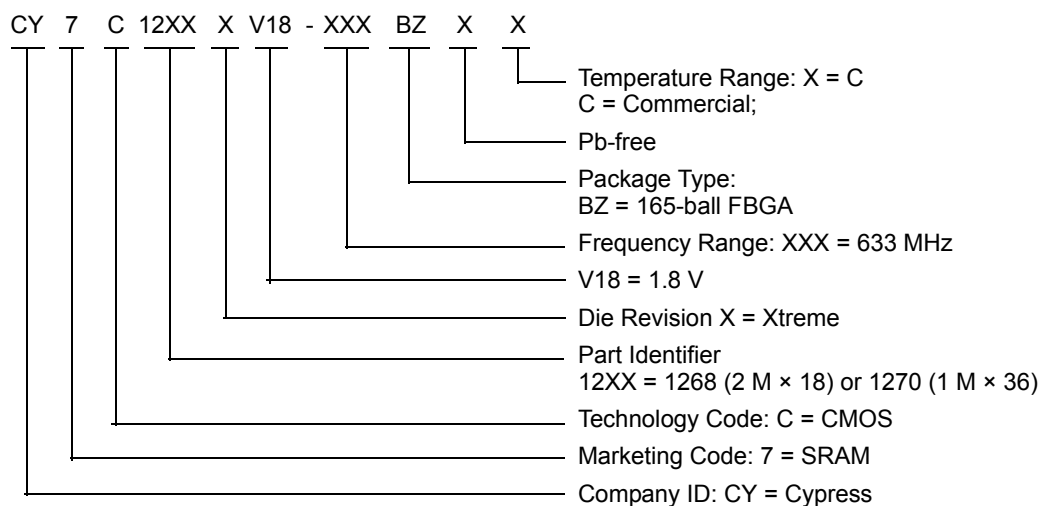 CY 7 C 12XX X V18 - XXX BZ X X
Temperature Range: X = C
C = Commercial;
Pb-free
Package Type:
BZ = 165-ball FBGA
Frequency Range: XXX = 633 MHz
V18 = 1.8 V
Die Revision X = Xtreme
Part Identifier
12XX = 1268 (2 M × 18) or 1270 (1 M × 36)
Technology Code: C = CMOS
Marketing Code: 7 = SRAM
Company ID: CY = Cypress